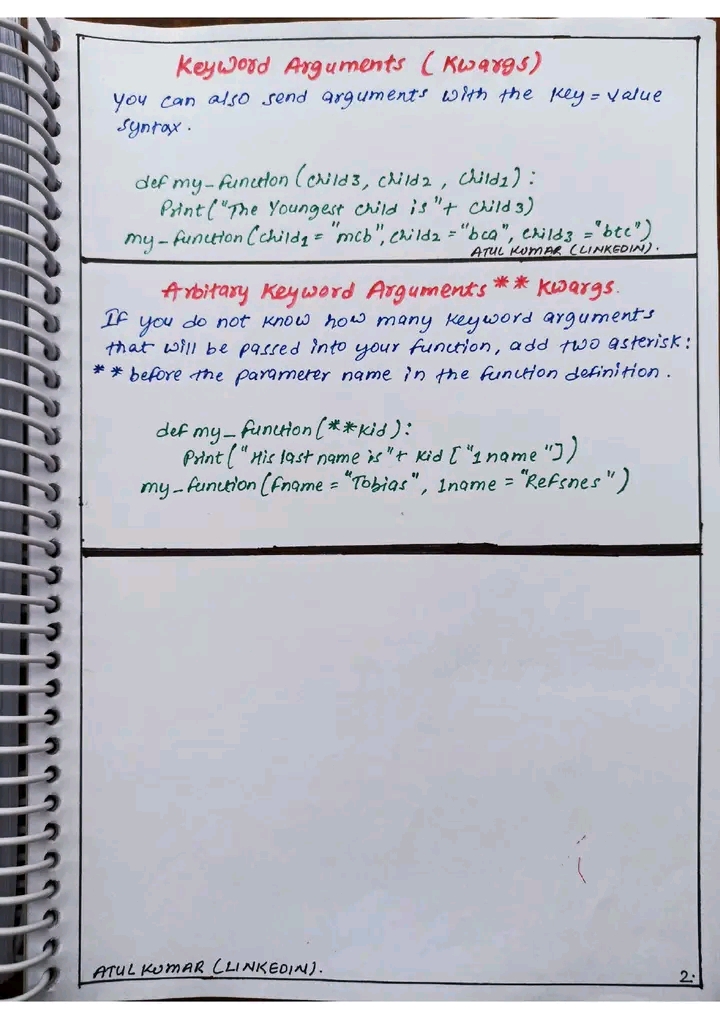 Keyword Arguments ( Kwargs)
you can also send arguments with the key = value
syntax.
def my_function (child3, child2 , child1) :
Print("The Youngest child is"+ child3)
my_function (child1 = "mcb", child2 = "bca", child3 = "btc")
ATUL KUMAR (LINKEDIN).
Arbitary Keyword Arguments ** Kwargs.
If you do not know how many keyword arguments
that will be passed into your function, add two asterisk:
** before the parameter name in the function definition.
def my_function (**kid):
Print("His last name is"+ kid ["lname"])
my_function (fname = "Tobias", lname = "Refsnes")
ATUL KUMAR (LINKEDIN).
2.